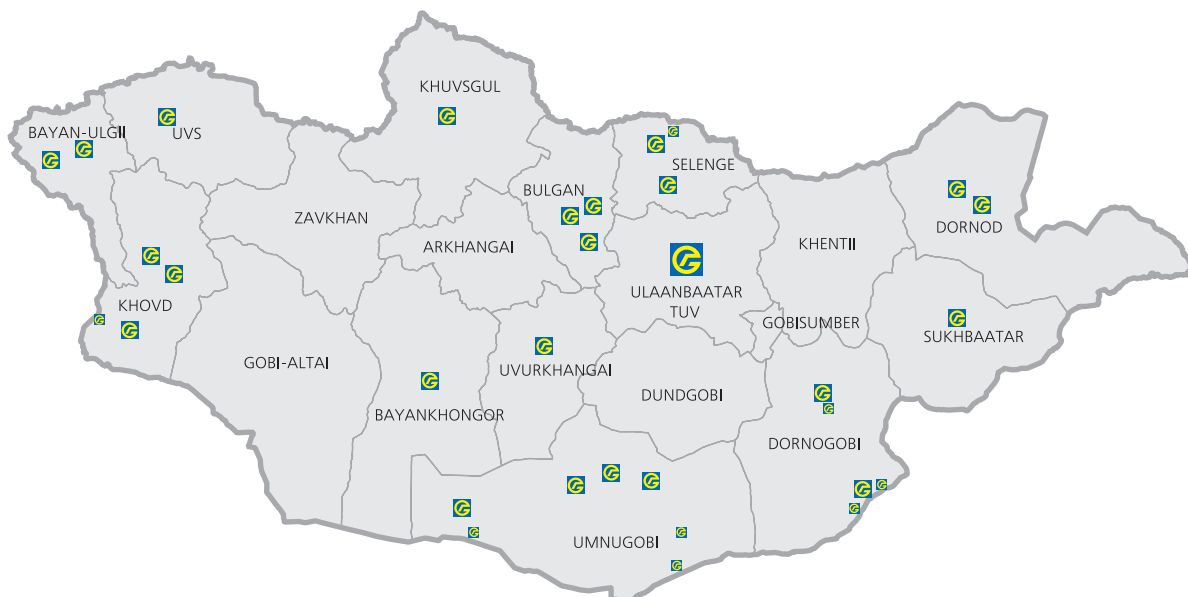 KHUVSGUL
BAYAN-ULGII
UVS
SELENGE
BULGAN
ZAVKHAN
ARKHANGAI
KHENTII
DORNOD
ULAANBAATAR
TUV
KHOVD
GOBISUMBER
SUKHBAATAR
GOBI-ALTAI
UVURKHANGAI
DUNDGOBI
BAYANKHONGOR
DORNOGOBI
UMNUGOBI